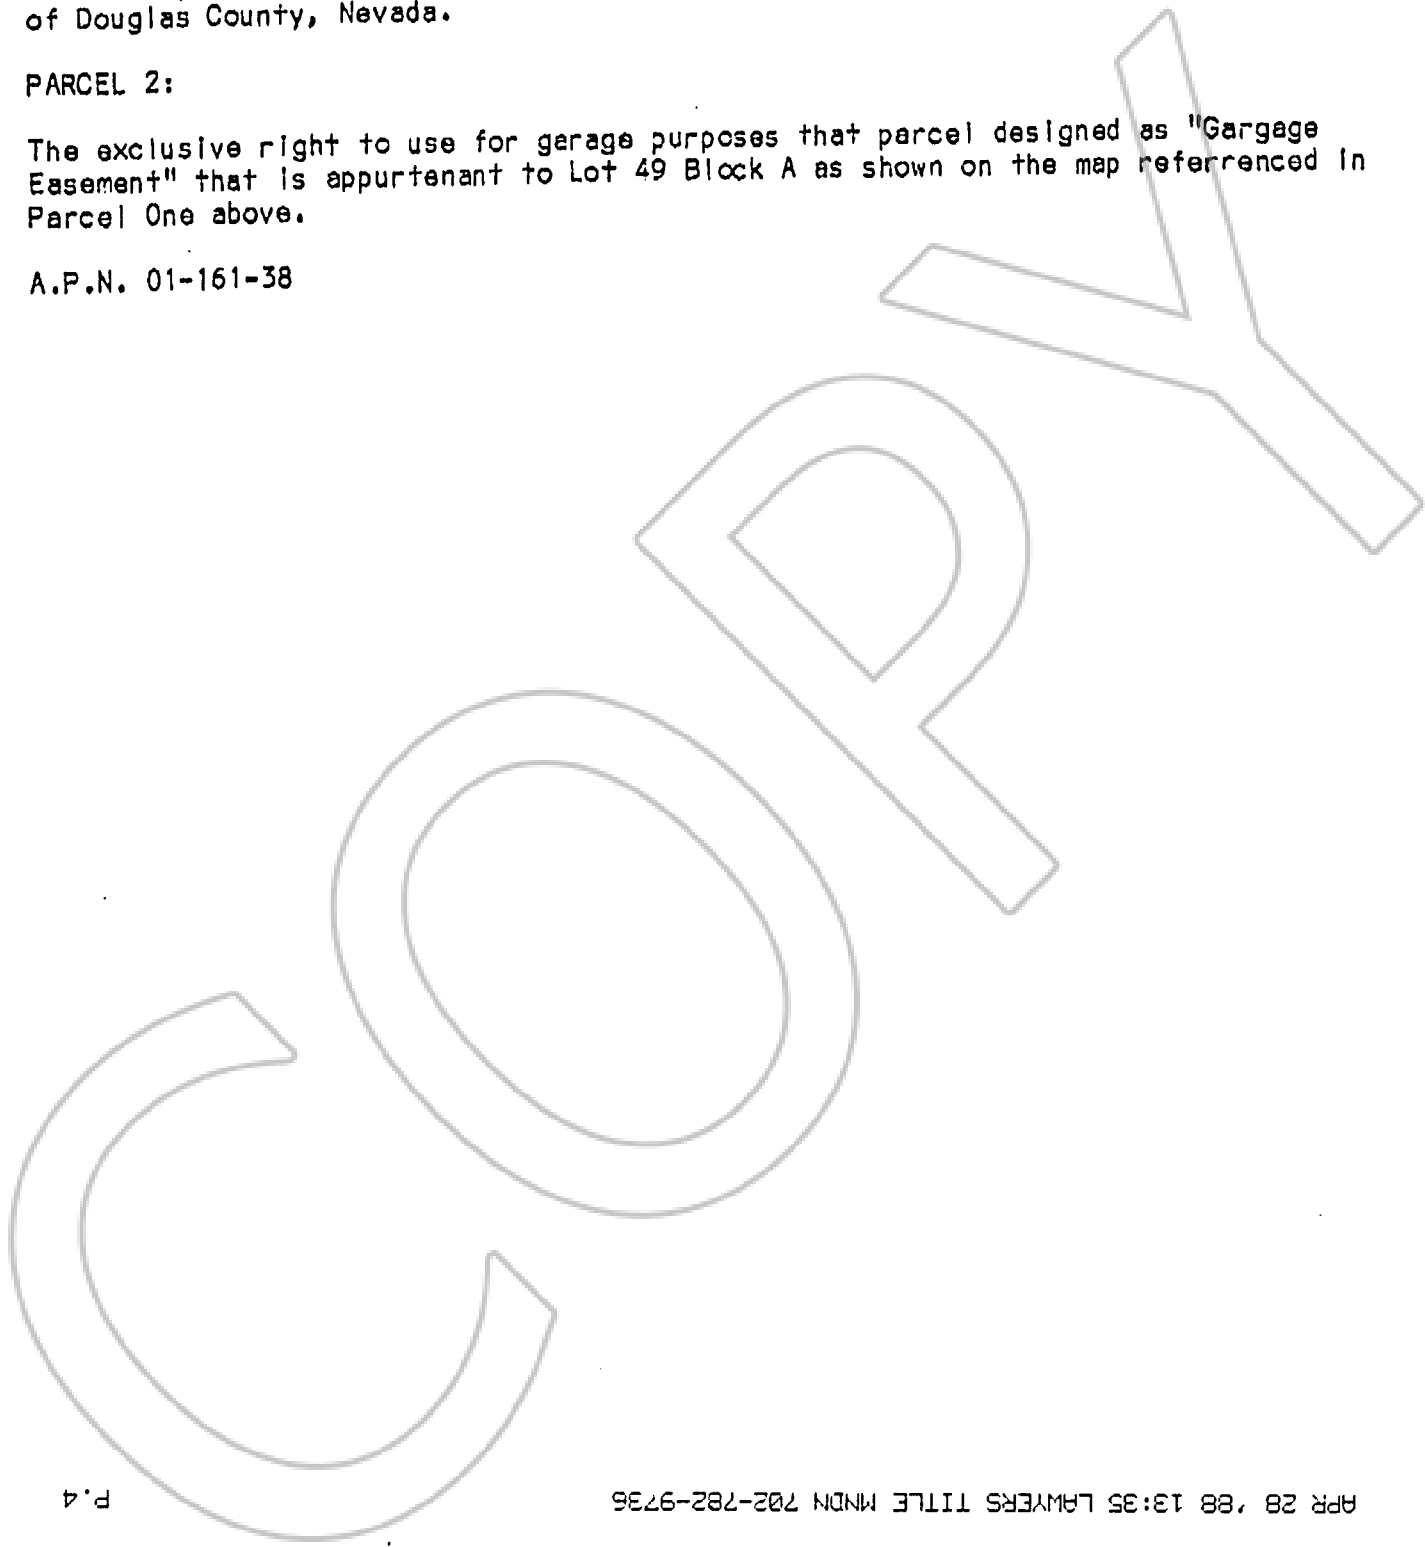 of Douglas County, Nevada.
PARCEL 2:
The exclusive right to use for garage purposes that parcel designed as "Gargage
Easement" that is appurtenant to Lot 49 Block A as shown on the map referrenced in
Parcel One above.
A.P.N. 01-161-38
COPY
APR 28 '88 13:35 LAWYERS TITLE MNDN 702-782-9736
P.4